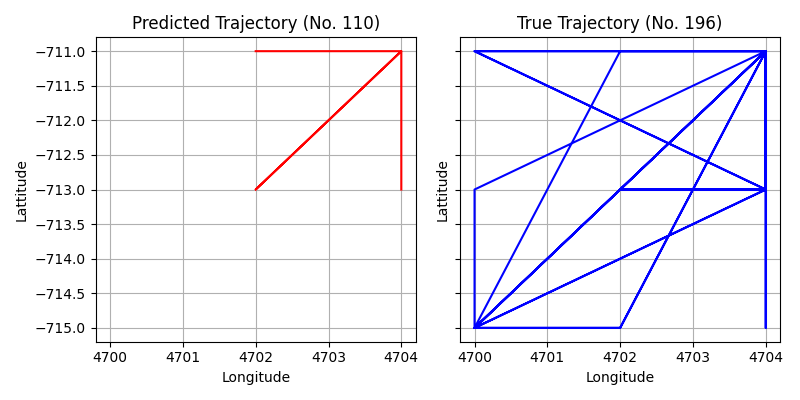 Predicted Trajectory (No. 110)
True Trajectory (No. 196)
Lattitude
−711.0
−711.5
−712.0
−712.5
−713.0
−713.5
−714.0
−714.5
−715.0
4700 4701 4702 4703 4704
Longitude
Lattitude
4700 4701 4702 4703 4704
Longitude